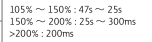 105% ～ 150% : 47s ～ 25s
150% ～ 200% : 25s ～ 300ms
>200% : 200ms